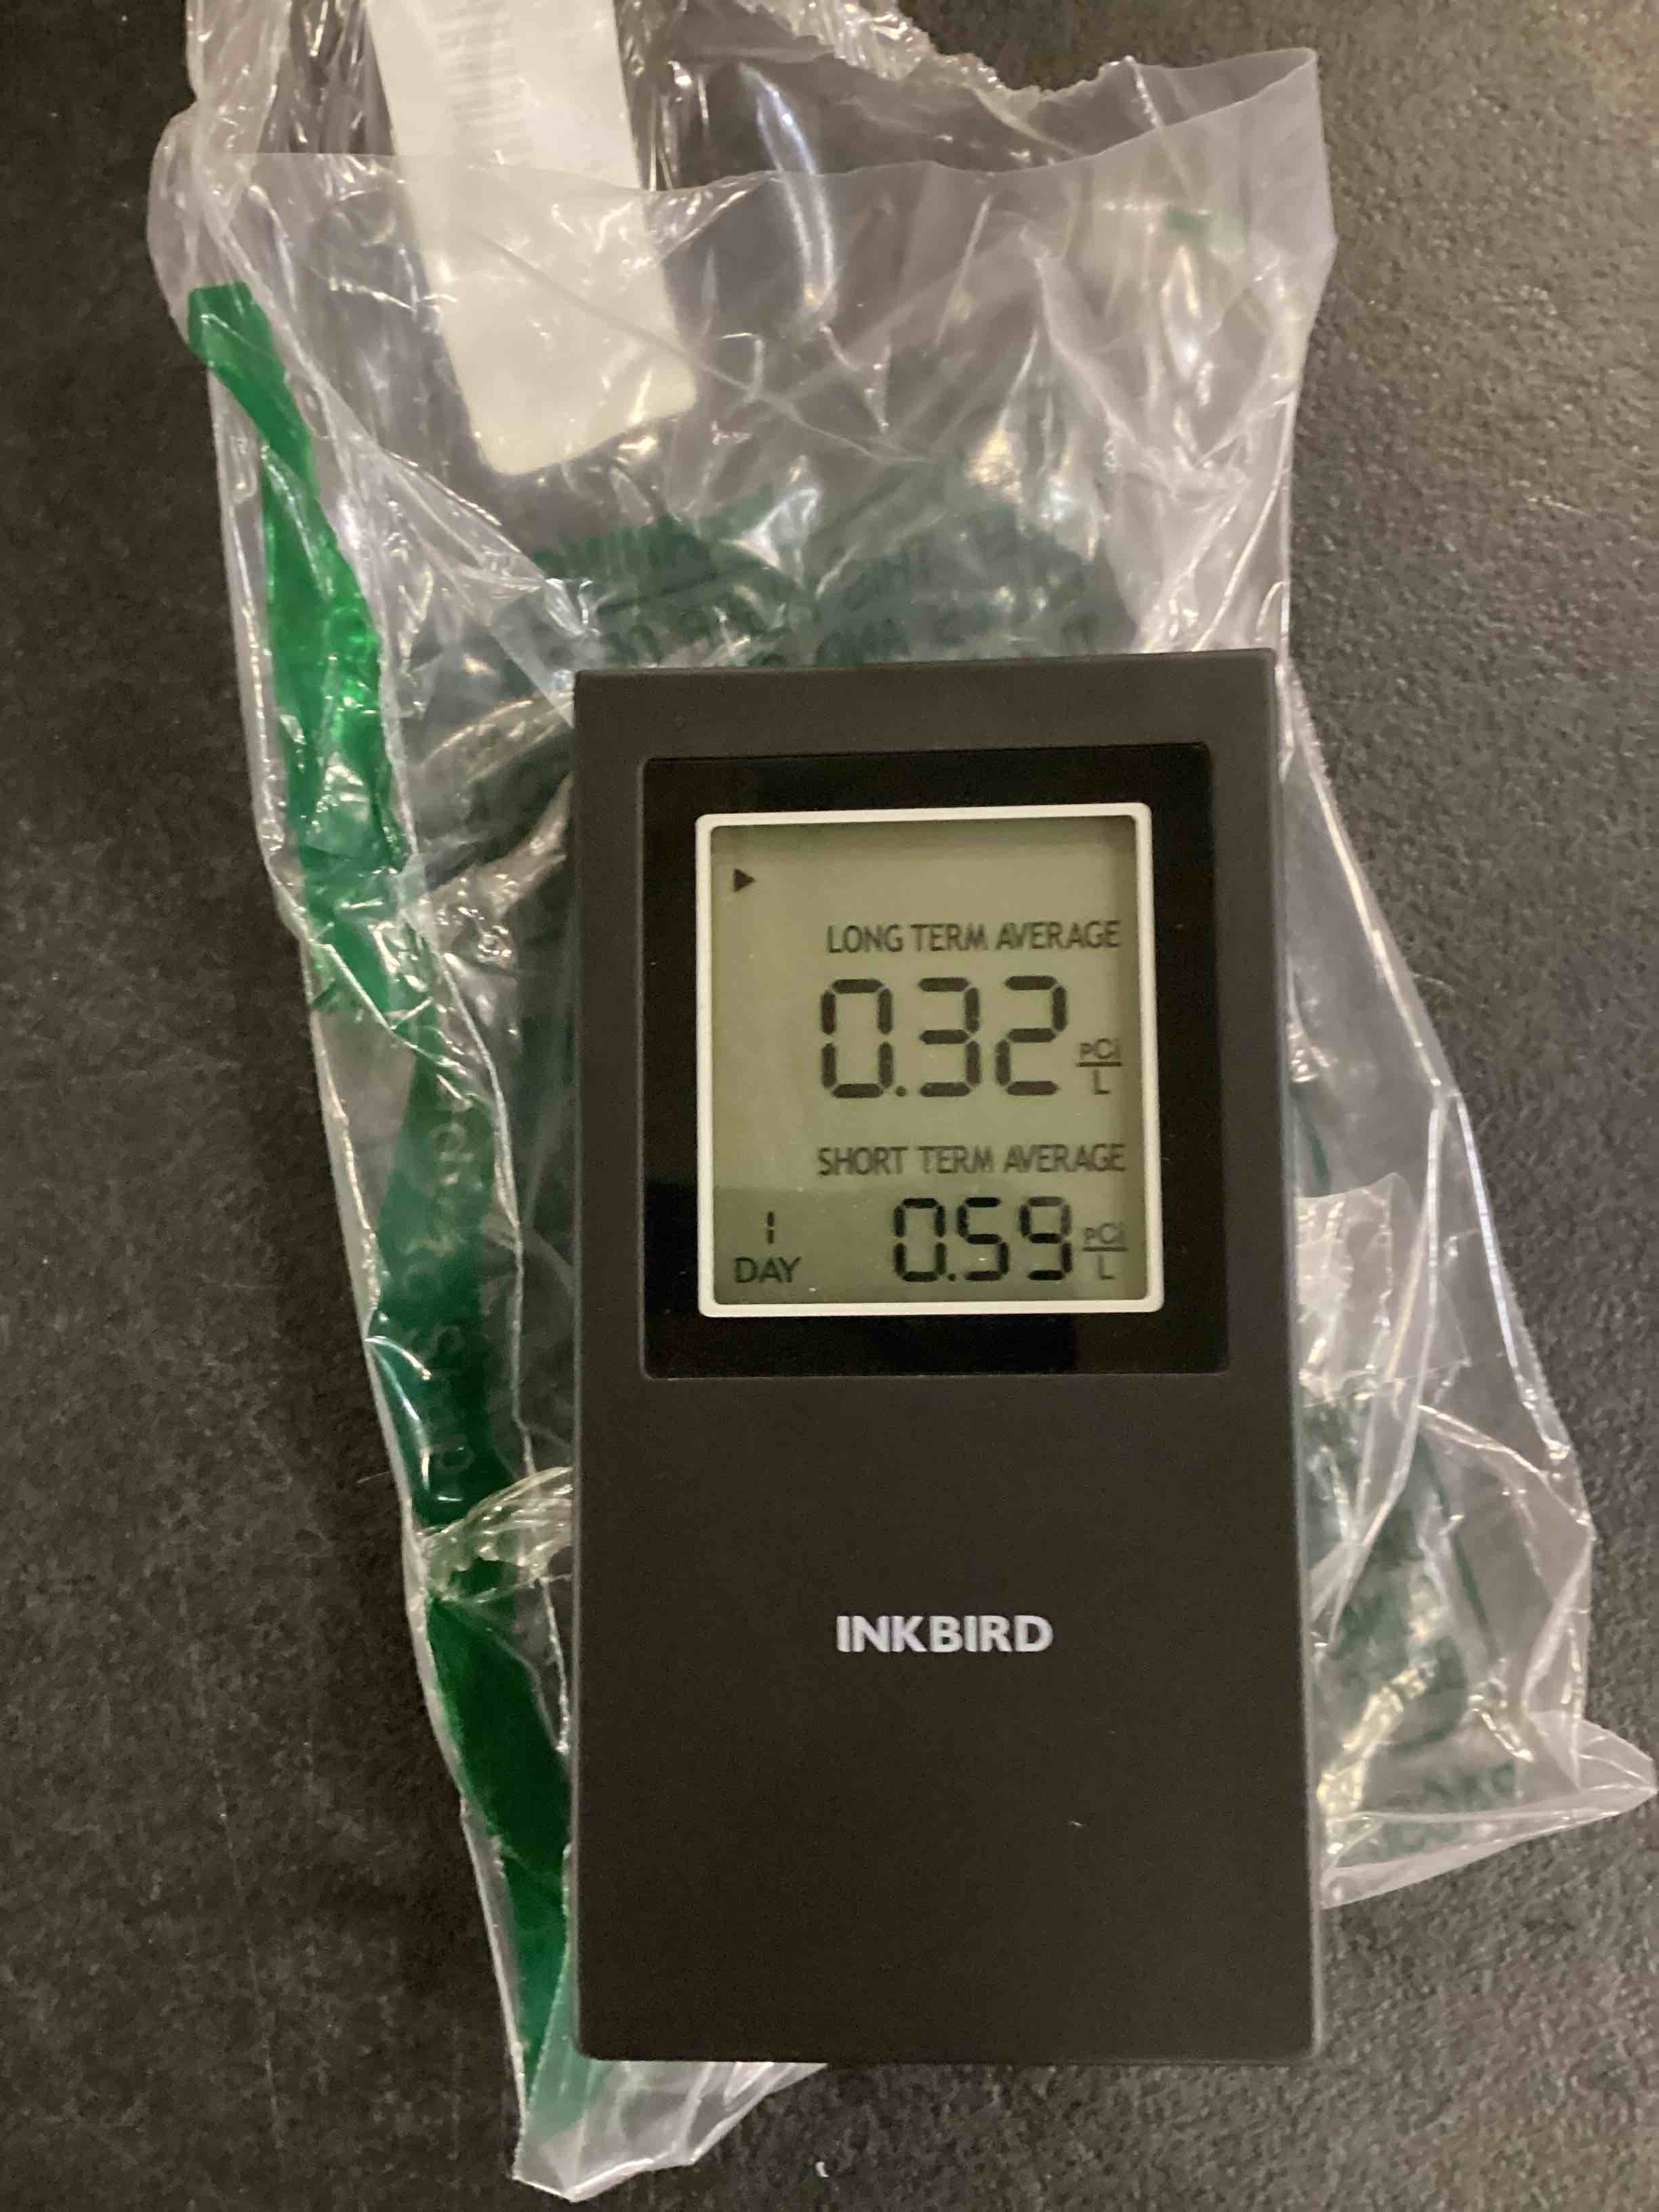 LONG TERM AVERAGE
0.32 pCi/L
SHORT TERM AVERAGE
1 DAY 0.59 pCi/L
INKBIRD